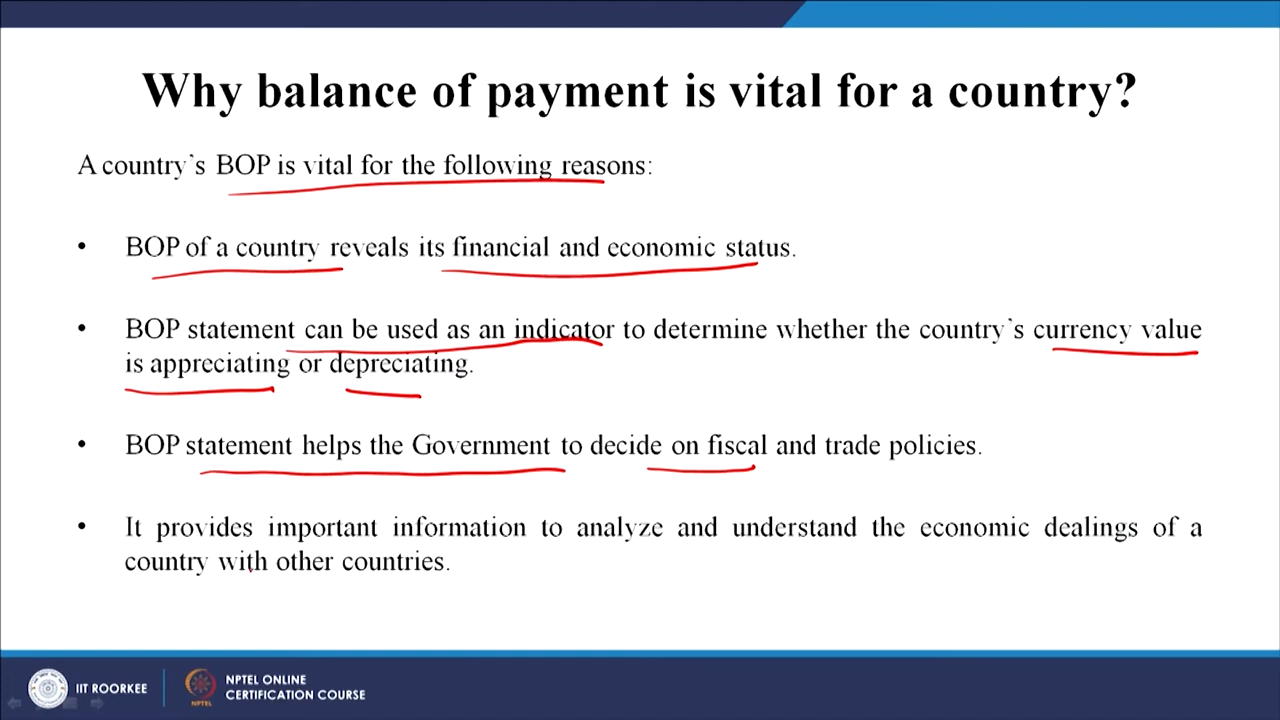 Why balance of payment is vital for a country?
A country's BOP is vital for the following reasons:
• BOP of a country reveals its financial and economic status.
• BOP statement can be used as an indicator to determine whether the country's currency value
is appreciating or depreciating.
• BOP statement helps the Government to decide on fiscal and trade policies.
• It provides important information to analyze and understand the economic dealings of a
country with other countries.
IIT ROORKEE
NPTEL
NPTEL ONLINE
CERTIFICATION COURSE